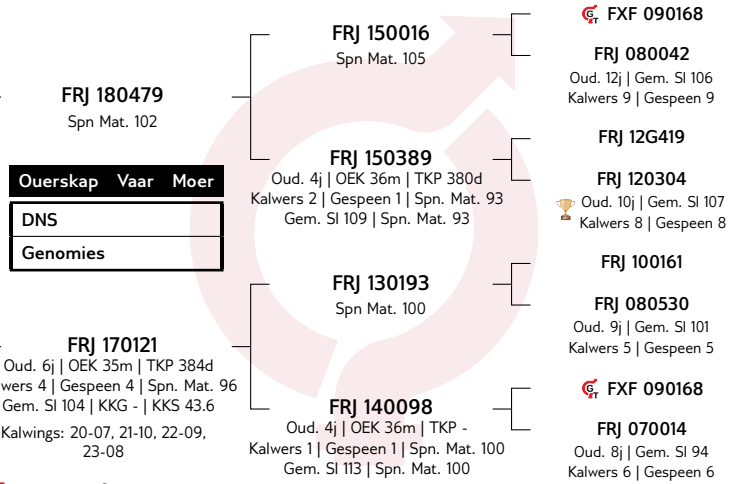 FRJ 180479
Spn Mat. 102
Ouerskap Vaar Moer
DNS
Genomies
FRJ 170121
Oud. 6j | OEK 35m | TKP 384d
wers 4 | Gespeen 4 | Spn. Mat. 96
Gem. SI 104 | KKG - | KKS 43.6
Kalwings: 20-07, 21-10, 22-09,
23-08
FRJ 150016
Spn Mat. 105
FRJ 150389
Oud. 4j | OEK 36m | TKP 380d
Kalwers 2 | Gespeen 1 | Spn. Mat. 93
Gem. SI 109 | Spn. Mat. 93
FRJ 130193
Spn Mat. 100
FRJ 140098
Oud. 4j | OEK 36m | TKP -
Kalwers 1 | Gespeen 1 | Spn. Mat. 100
Gem. SI 113 | Spn. Mat. 100
GT FXF 090168
FRJ 080042
Oud. 12j | Gem. SI 106
Kalwers 9 | Gespeen 9
FRJ 12G419
FRJ 120304
Oud. 10j | Gem. SI 107
Kalwers 8 | Gespeen 8
FRJ 100161
FRJ 080530
Oud. 9j | Gem. SI 101
Kalwers 5 | Gespeen 5
GT FXF 090168
FRJ 070014
Oud. 8j | Gem. SI 94
Kalwers 6 | Gespeen 6